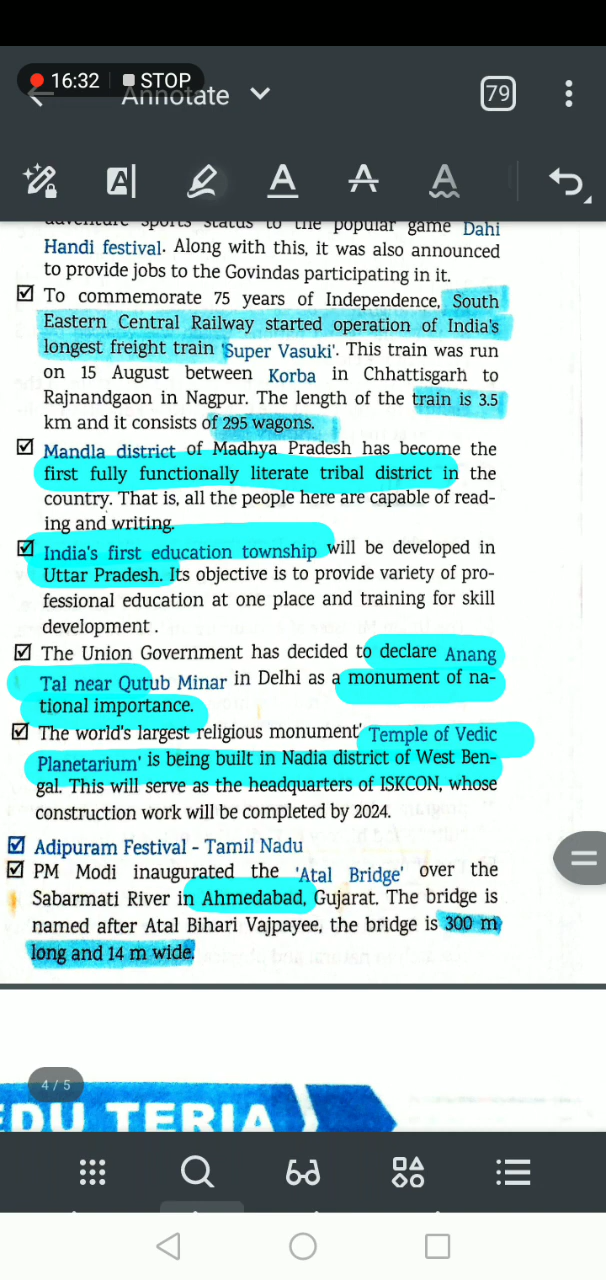 16:32 STOP
Annotate
79
adventure sports status to the popular game Dahi
Handi festival. Along with this, it was also announced
to provide jobs to the Govindas participating in it.
To commemorate 75 years of Independence, South
Eastern Central Railway started operation of India's
longest freight train 'Super Vasuki'. This train was run
on 15 August between Korba in Chhattisgarh to
Rajnandgaon in Nagpur. The length of the train is 3.5
km and it consists of 295 wagons.
Mandla district of Madhya Pradesh has become the
first fully functionally literate tribal district in the
country. That is, all the people here are capable of read-
ing and writing.
India's first education township will be developed in
Uttar Pradesh. Its objective is to provide variety of pro-
fessional education at one place and training for skill
development .
The Union Government has decided to declare Anang
Tal near Qutub Minar in Delhi as a monument of na-
tional importance.
The world's largest religious monument' Temple of Vedic
Planetarium' is being built in Nadia district of West Ben-
gal. This will serve as the headquarters of ISKCON, whose
construction work will be completed by 2024.
Adipuram Festival - Tamil Nadu
PM Modi inaugurated the 'Atal Bridge' over the
Sabarmati River in Ahmedabad, Gujarat. The bridge is
named after Atal Bihari Vajpayee, the bridge is 300 m
long and 14 m wide.
4 / 5
EDU TERIA